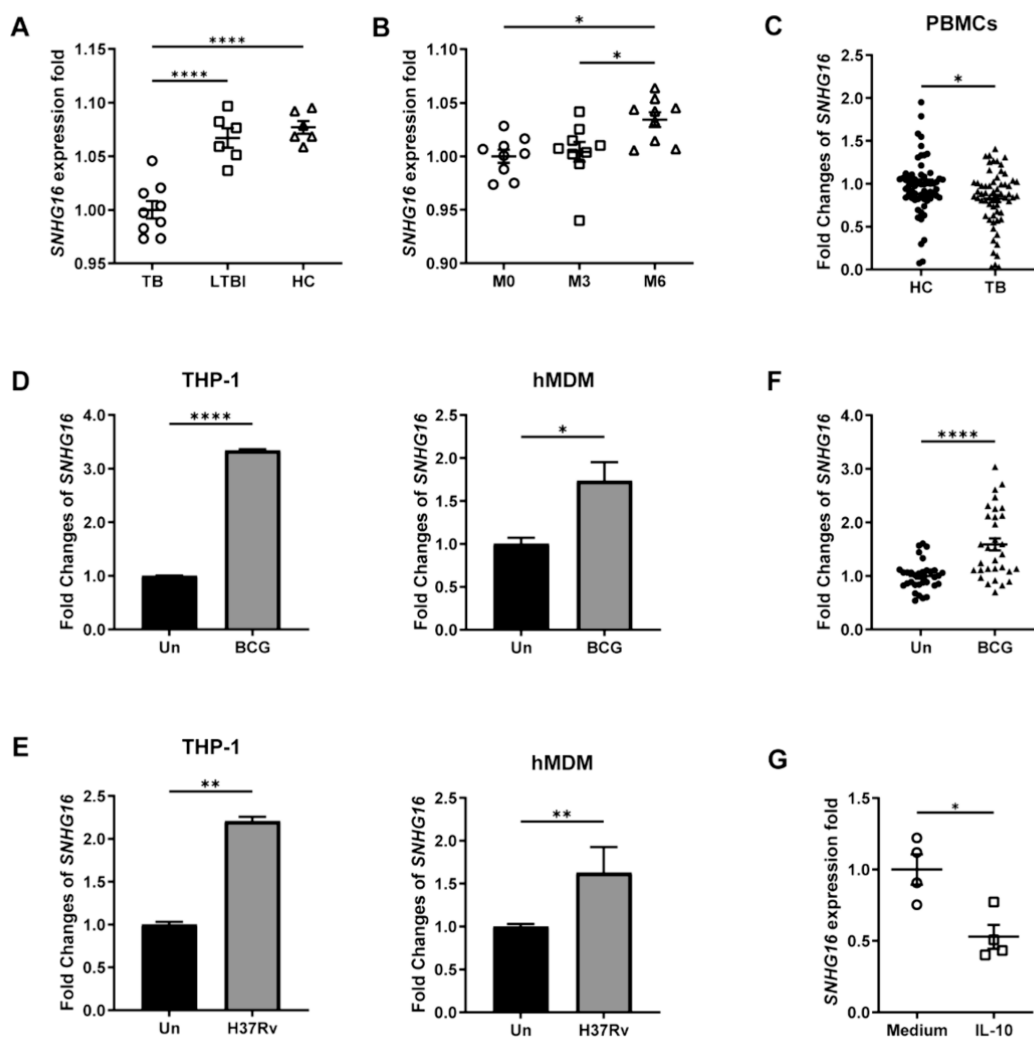 A
SNHG16 expression fold
1.15
1.10
1.05
1.00
0.95
****
****
TB LTBI HC
B
SNHG16 expression fold
1.10
1.05
1.00
0.95
0.90
*
*
M0 M3 M6
C
PBMCs
Fold Changes of SNHG16
2.5
2.0
1.5
1.0
0.5
0.0
*
HC TB
D
THP-1
Fold Changes of SNHG16
4.0
3.0
2.0
1.0
0.0
****
Un BCG
hMDM
Fold Changes of SNHG16
2.5
2.0
1.5
1.0
0.5
0.0
*
Un BCG
F
Fold Changes of SNHG16
4.0
3.0
2.0
1.0
0.0
****
Un BCG
E
THP-1
Fold Changes of SNHG16
2.5
2.0
1.5
1.0
0.5
0.0
**
Un H37Rv
hMDM
Fold Changes of SNHG16
2.5
2.0
1.5
1.0
0.5
0.0
**
Un H37Rv
G
SNHG16 expression fold
1.5
1.0
0.5
0.0
*
Medium IL-10